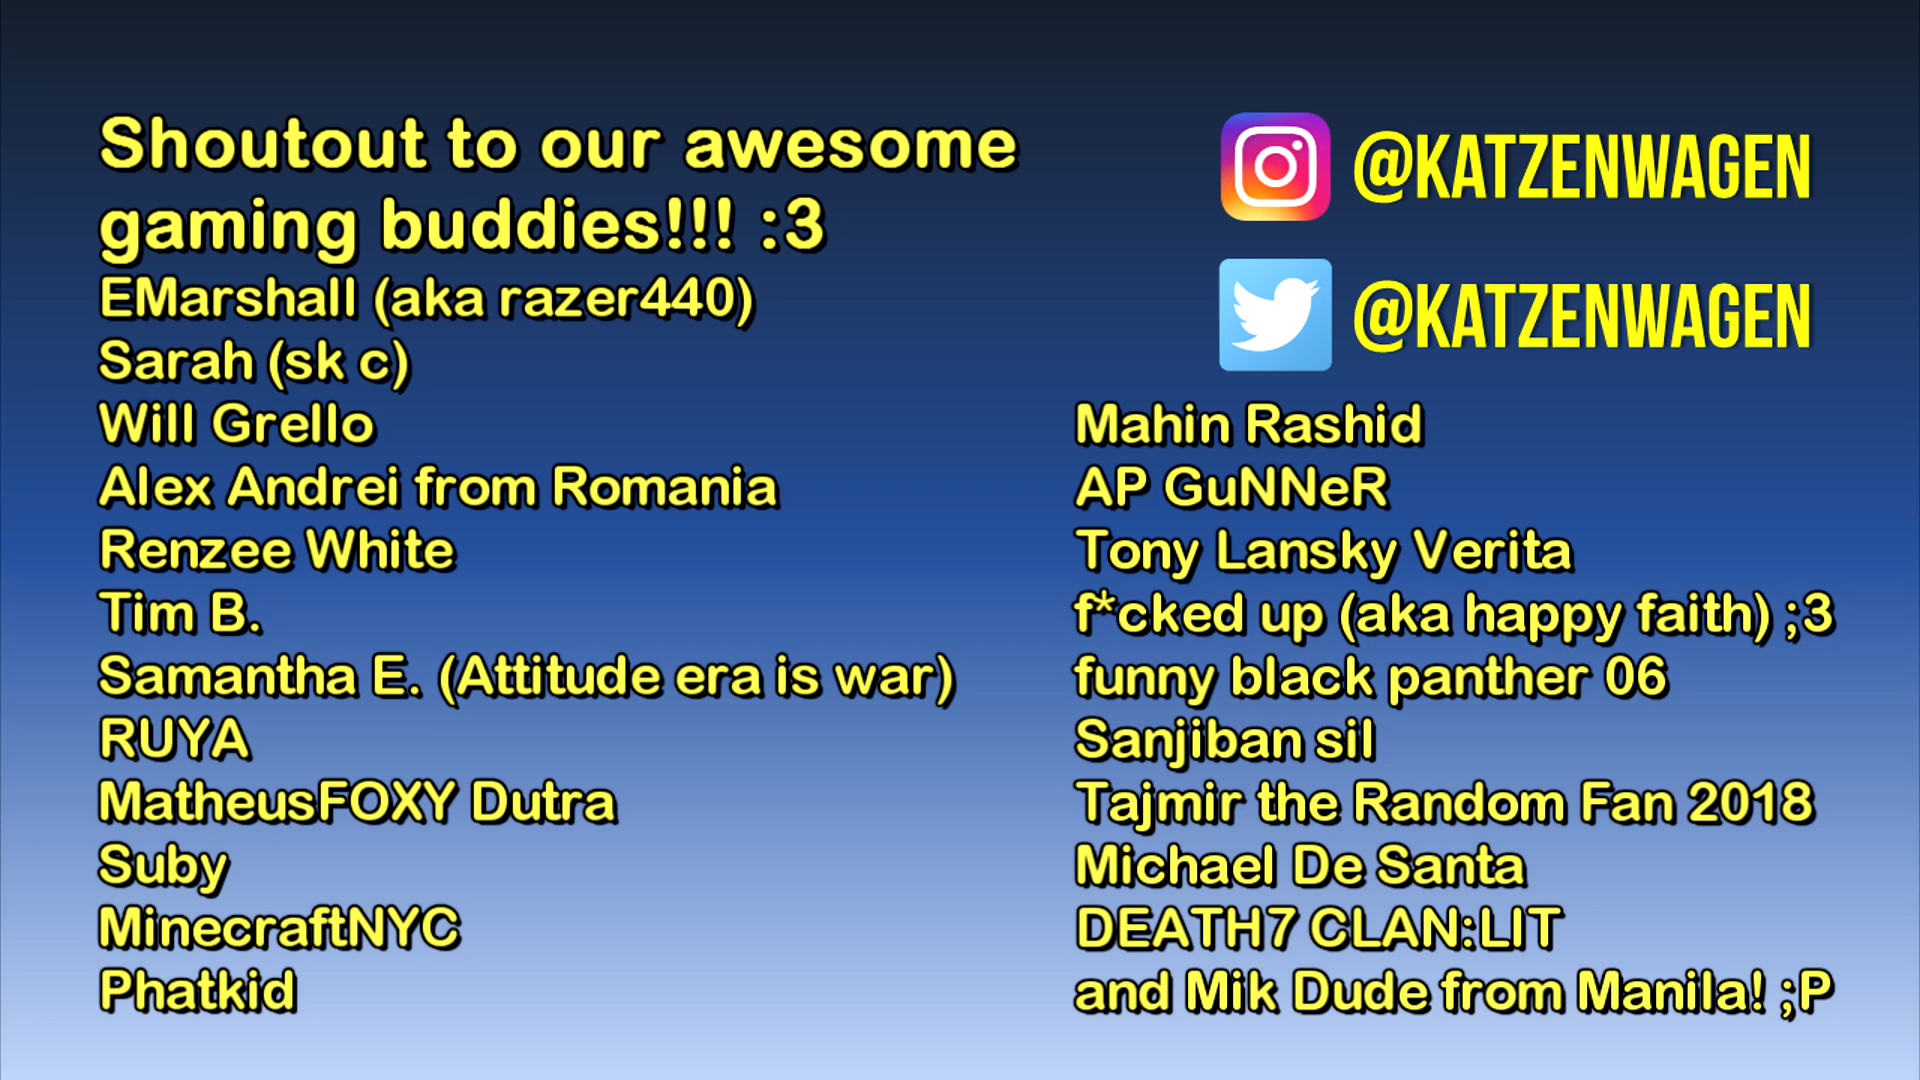 Shoutout to our awesome
gaming buddies!!! :3
EMarshall (aka razer440)
Sarah (sk c)
Will Grello
Alex Andrei from Romania
Renzee White
Tim B.
Samantha E. (Attitude era is war)
RUYA
MatheusFOXY Dutra
Suby
MinecraftNYC
Phatkid
@KATZENWAGEN
@KATZENWAGEN
Mahin Rashid
AP GuNNeR
Tony Lansky Verita
f*cked up (aka happy faith) ;3
funny black panther 06
Sanjiban sil
Tajmir the Random Fan 2018
Michael De Santa
DEATH7 CLAN:LIT
and Mik Dude from Manila! ;P